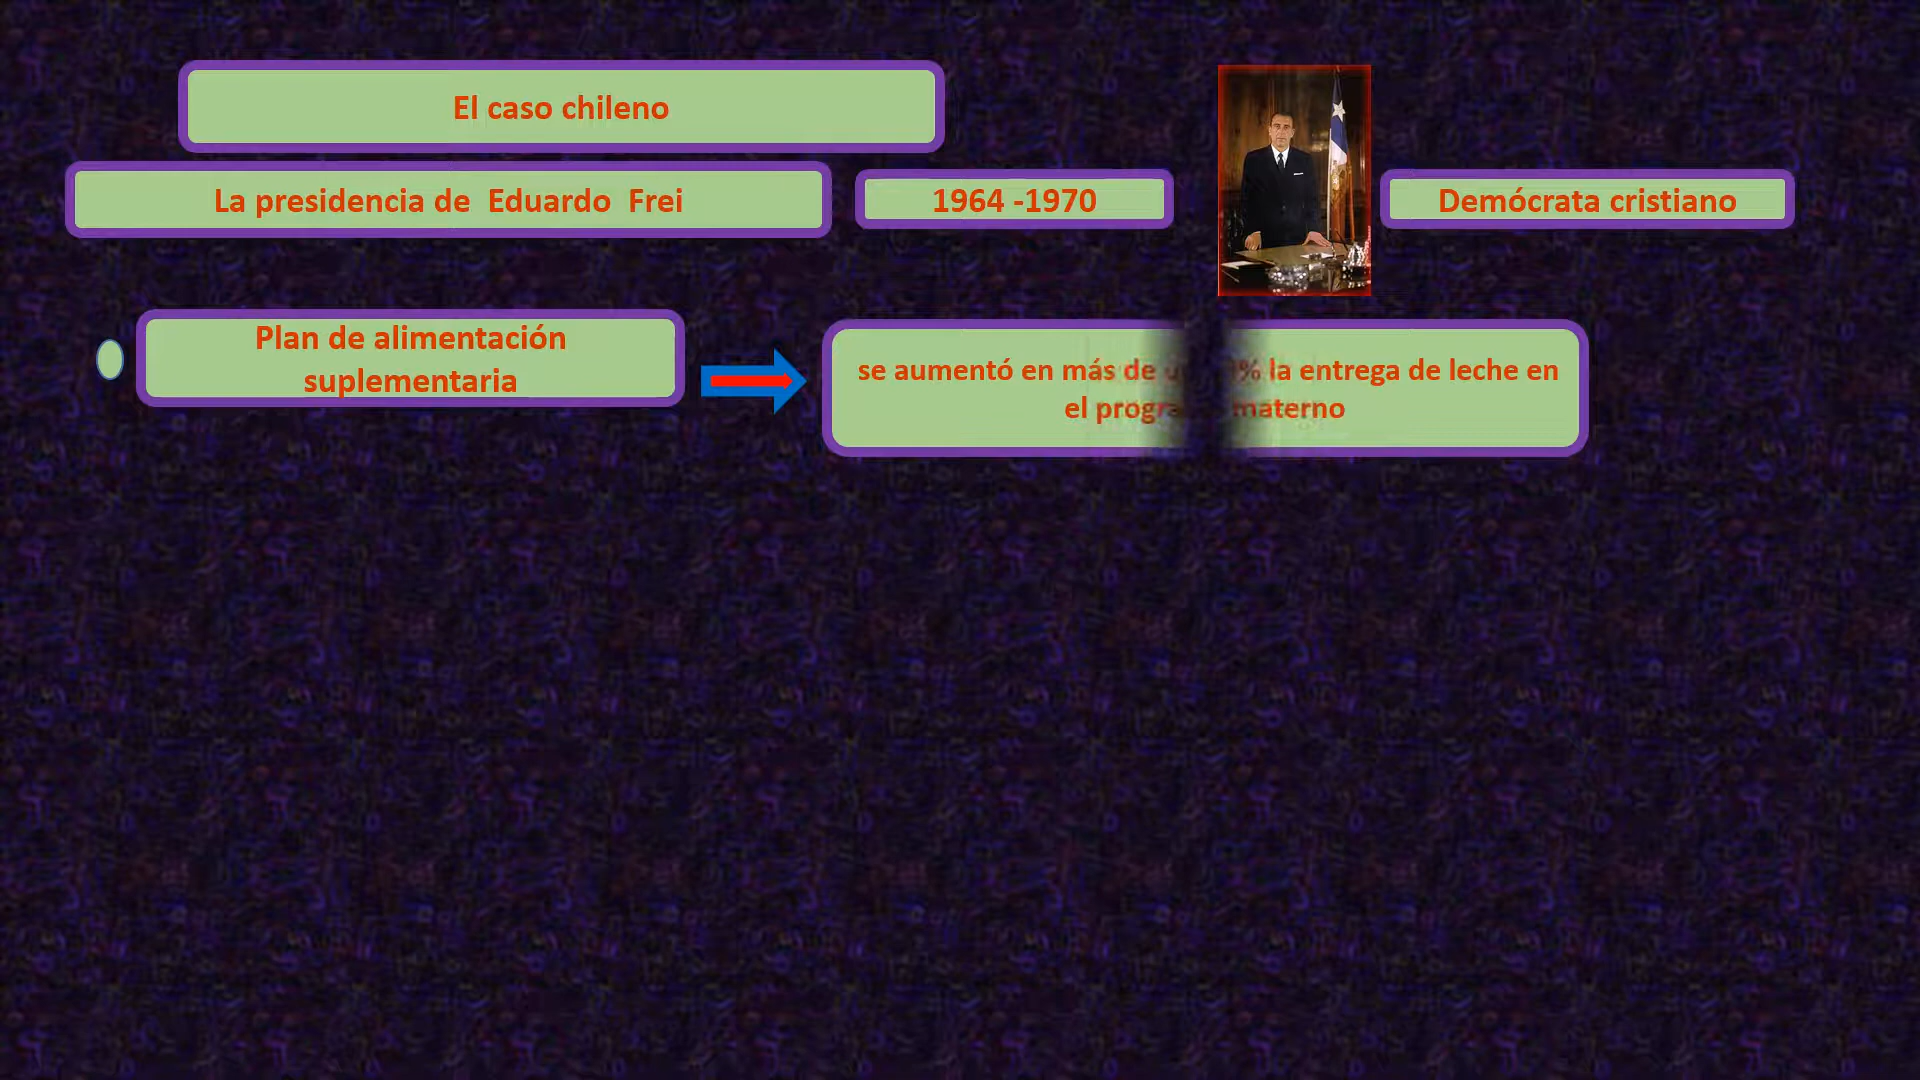 El caso chileno
La presidencia de Eduardo Frei
1964 -1970
Demócrata cristiano
Plan de alimentación
suplementaria
se aumentó en más de % la entrega de leche en
el materno